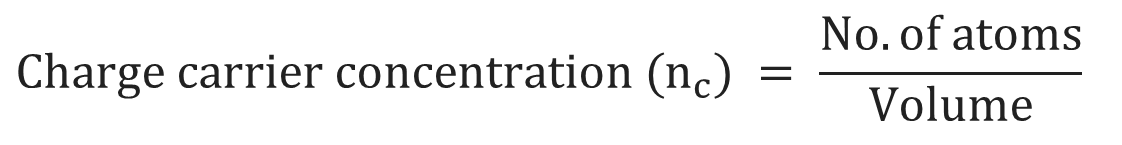 Charge carrier concentration (n_c) = No. of atoms / Volume